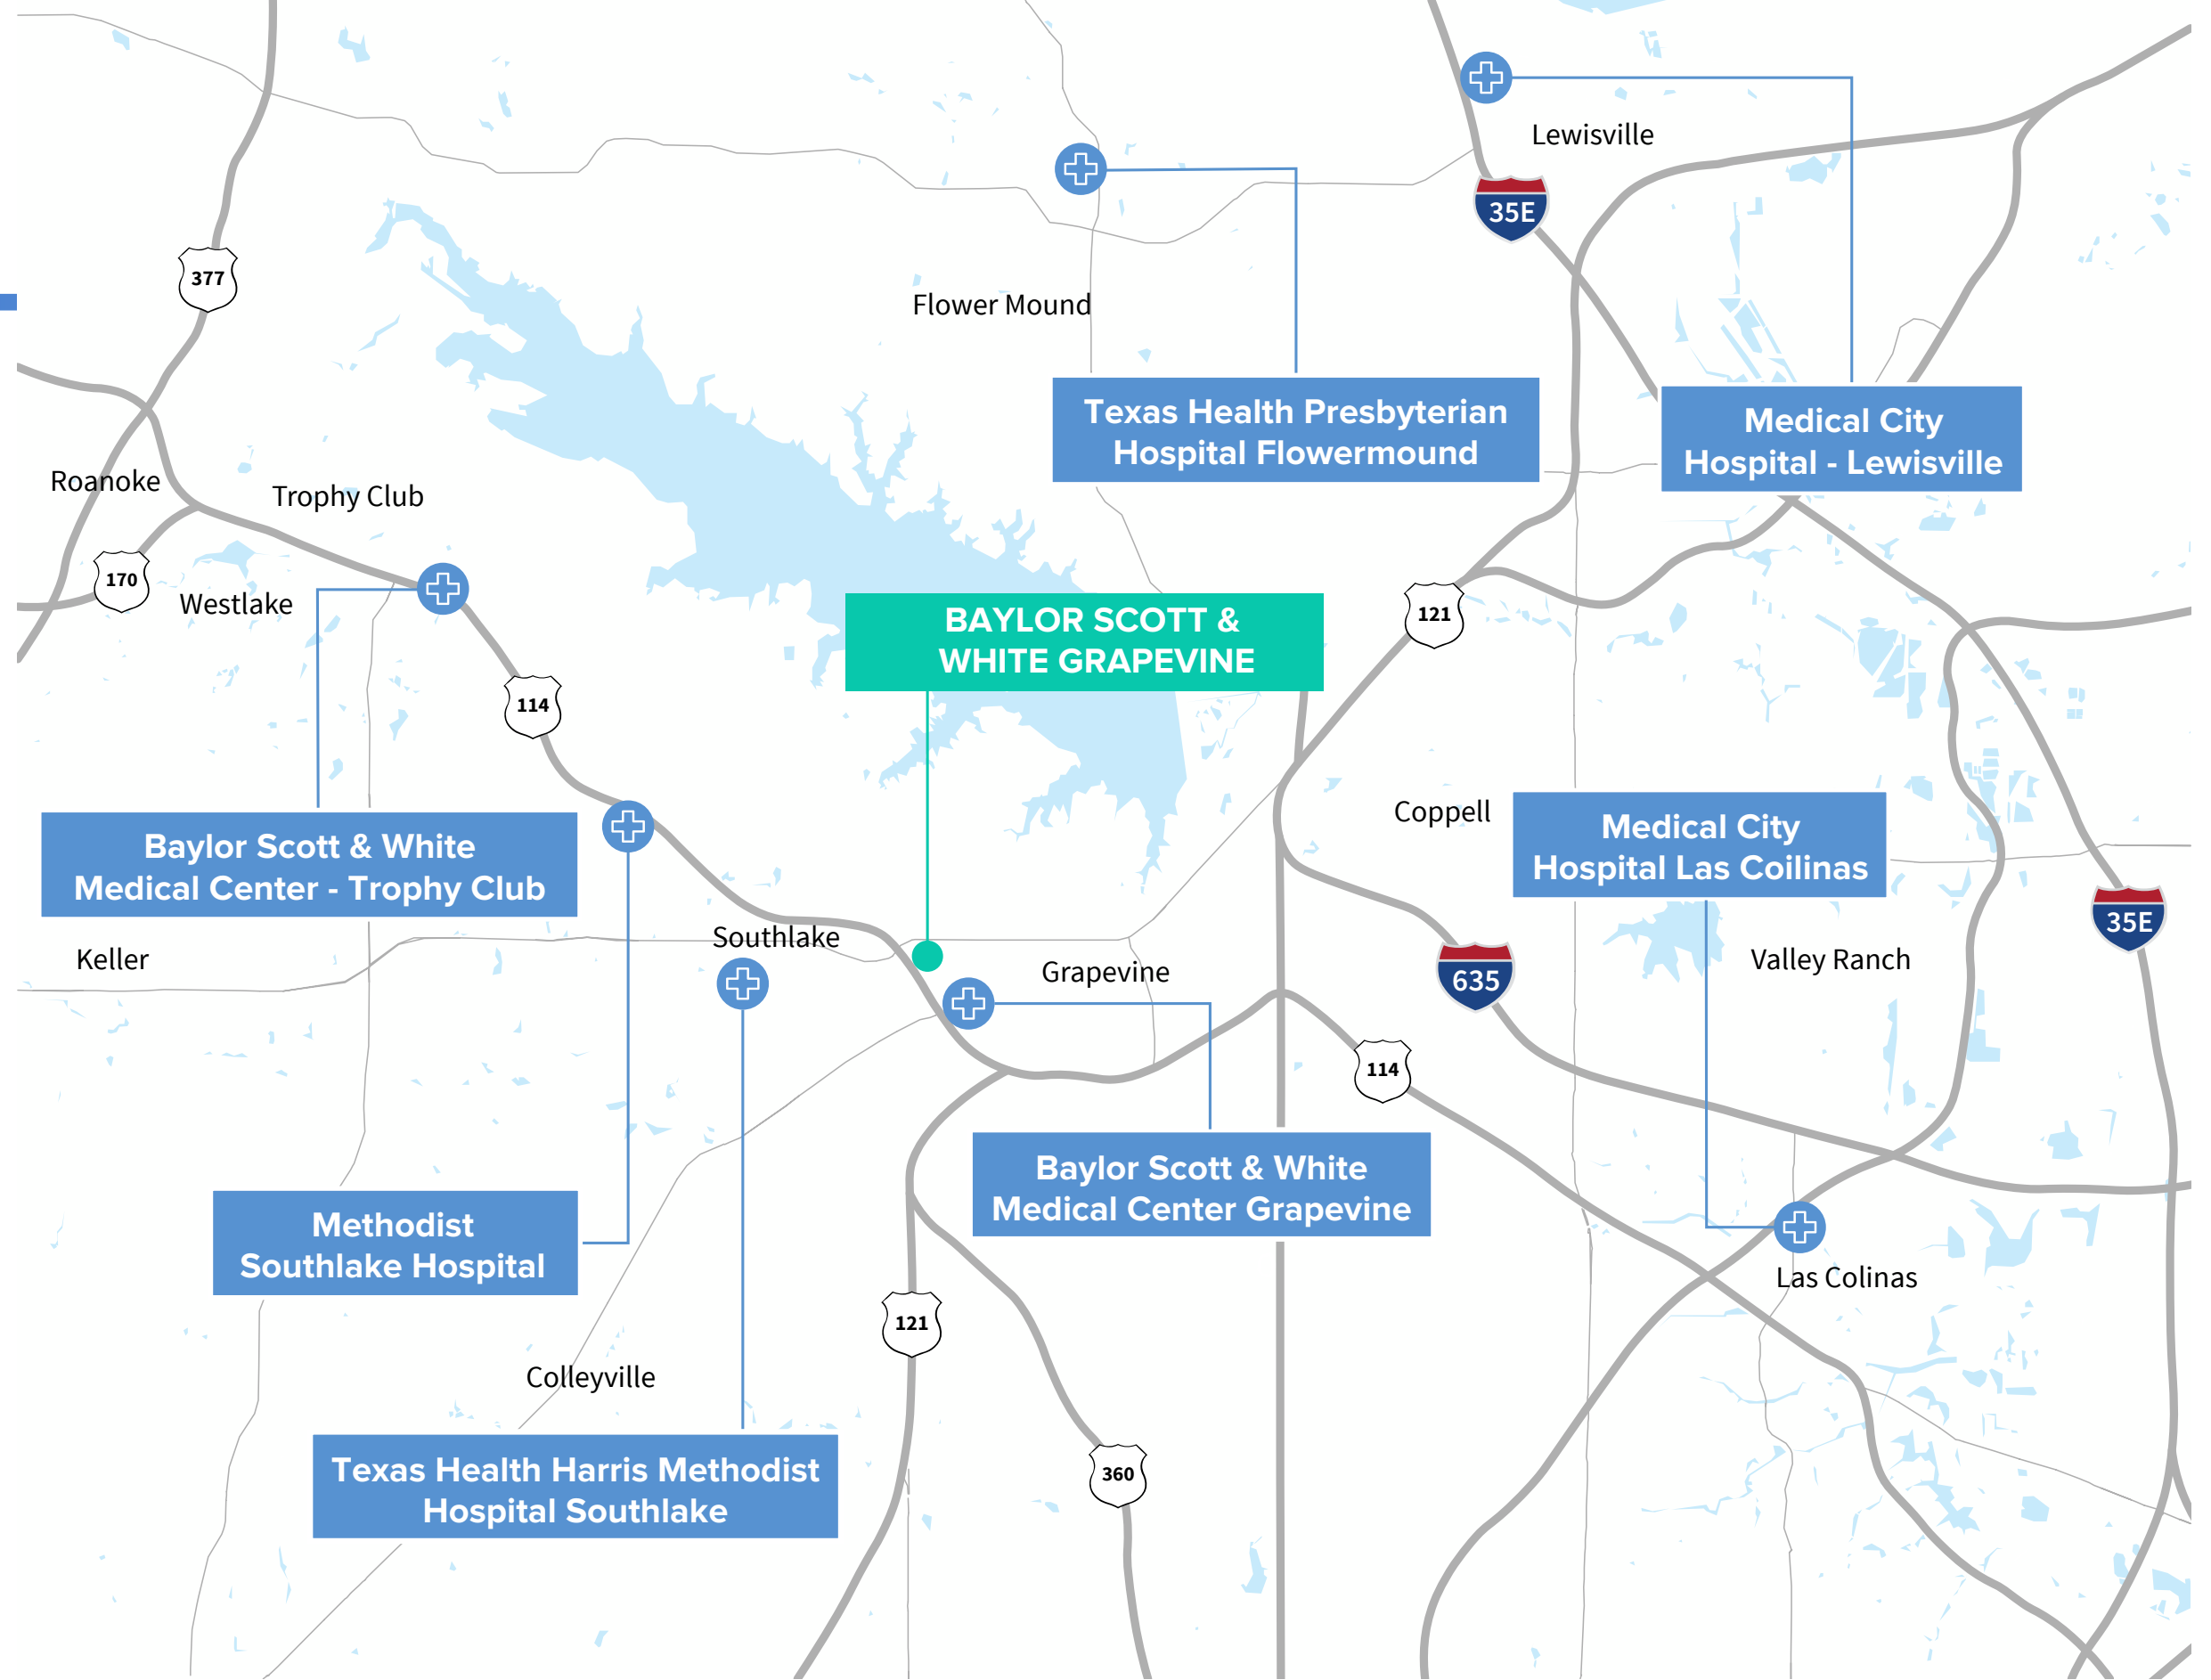 Lewisville
35E
377
Flower Mound
Texas Health Presbyterian
Hospital Flowermound
Medical City
Hospital - Lewisville
Roanoke
Trophy Club
170
Westlake
121
BAYLOR SCOTT &
WHITE GRAPEVINE
114
Coppell
Medical City
Hospital Las Coilinas
Baylor Scott & White
Medical Center - Trophy Club
35E
Southlake
Keller
Grapevine
635
Valley Ranch
114
Baylor Scott & White
Medical Center Grapevine
Methodist
Southlake Hospital
Las Colinas
121
Colleyville
360
Texas Health Harris Methodist
Hospital Southlake